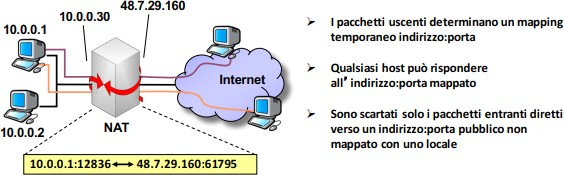 10.0.0.30
48.7.29.160
10.0.0.1
Internet
10.0.0.2
NAT
10.0.0.1:12836 ↔ 48.7.29.160:61795
➢ I pacchetti uscenti determinano un mapping
temporaneo indirizzo:porta
➢ Qualsiasi host può rispondere
all’ indirizzo:porta mappato
➢ Sono scartati solo i pacchetti entranti diretti
verso un indirizzo:porta pubblico non
mappato con uno locale